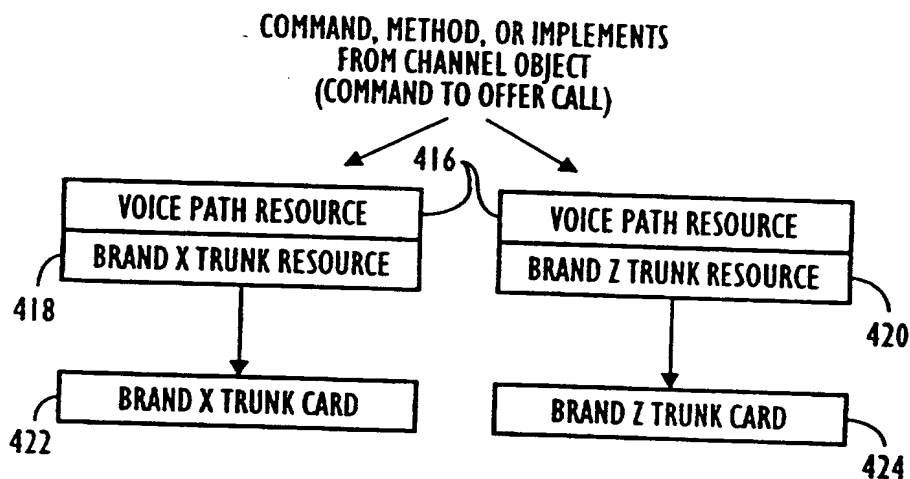 COMMAND, METHOD, OR IMPLEMENTS
FROM CHANNEL OBJECT
(COMMAND TO OFFER CALL)
416
VOICE PATH RESOURCE
BRAND X TRUNK RESOURCE
418
VOICE PATH RESOURCE
BRAND Z TRUNK RESOURCE
420
BRAND X TRUNK CARD
422
BRAND Z TRUNK CARD
424